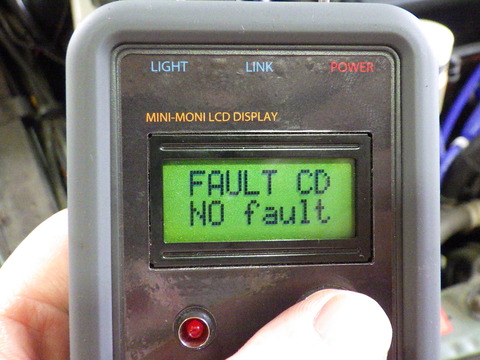 LIGHT LINK POWER
MINI-MONI LCD DISPLAY
FAULT CD
NO fault